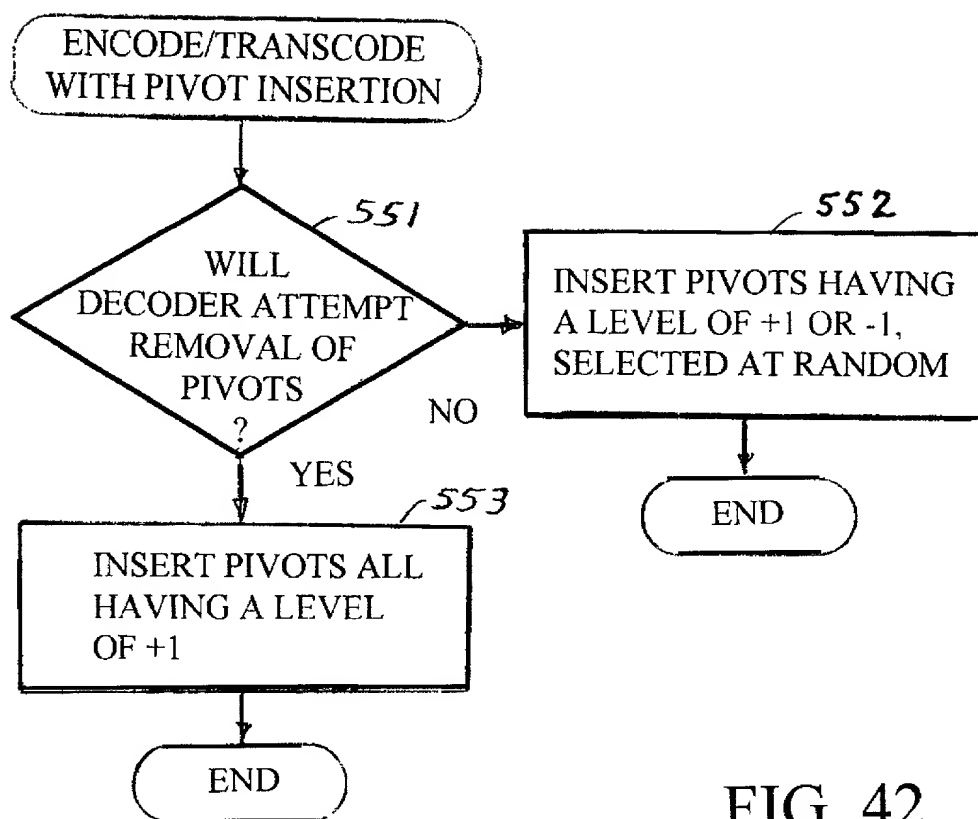 ENCODE/TRANSCODE
WITH PIVOT INSERTION
551
WILL
DECODER ATTEMPT
REMOVAL OF
PIVOTS
?
NO
YES
552
INSERT PIVOTS HAVING
A LEVEL OF +1 OR -1,
SELECTED AT RANDOM
END
553
INSERT PIVOTS ALL
HAVING A LEVEL
OF +1
END
FIG. 42